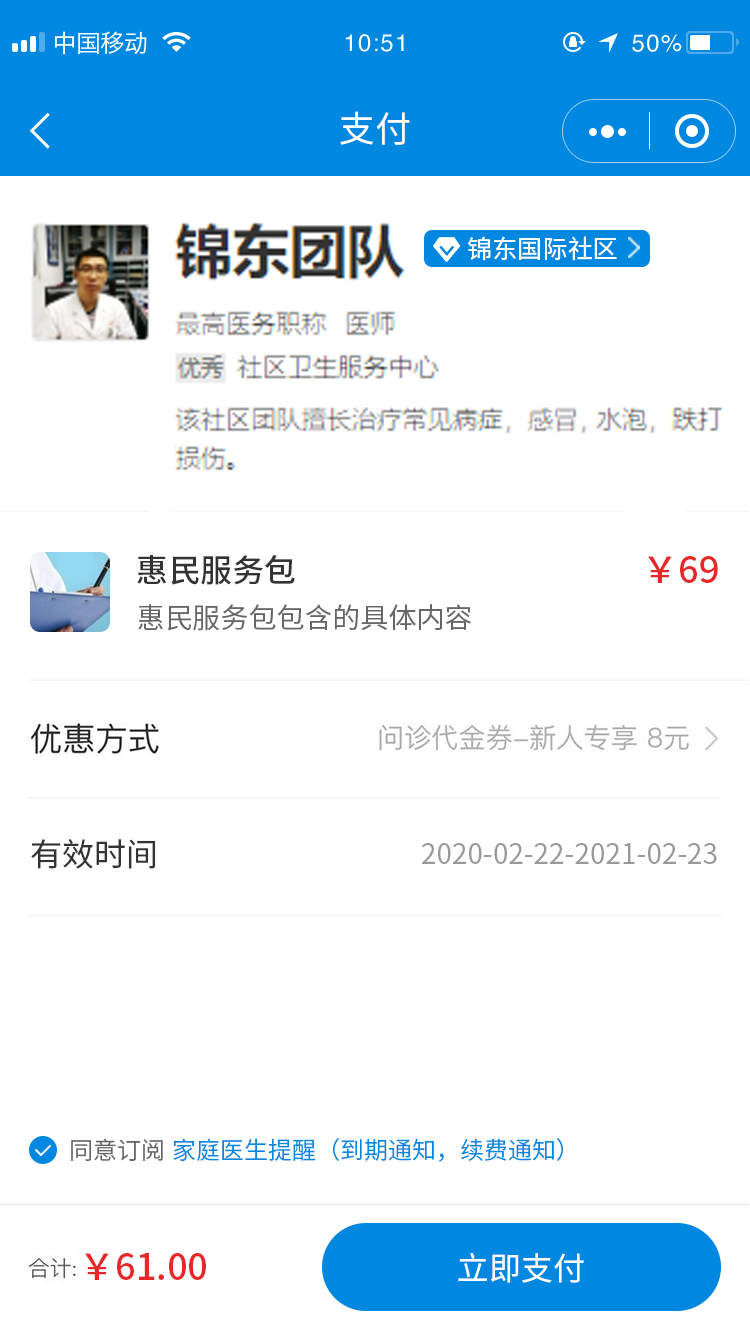 中国移动
10:51
50%
支付
锦东团队
锦东国际社区
最高医务职称 医师
优秀 社区卫生服务中心
该社区团队擅长治疗常见病症，感冒, 水泡，跌打
损伤。
惠民服务包
￥69
惠民服务包包含的具体内容
优惠方式
问诊代金券–新人专享 8元
有效时间
2020-02-22-2021-02-23
同意订阅 家庭医生提醒（到期通知，续费通知）
合计: ￥61.00
立即支付